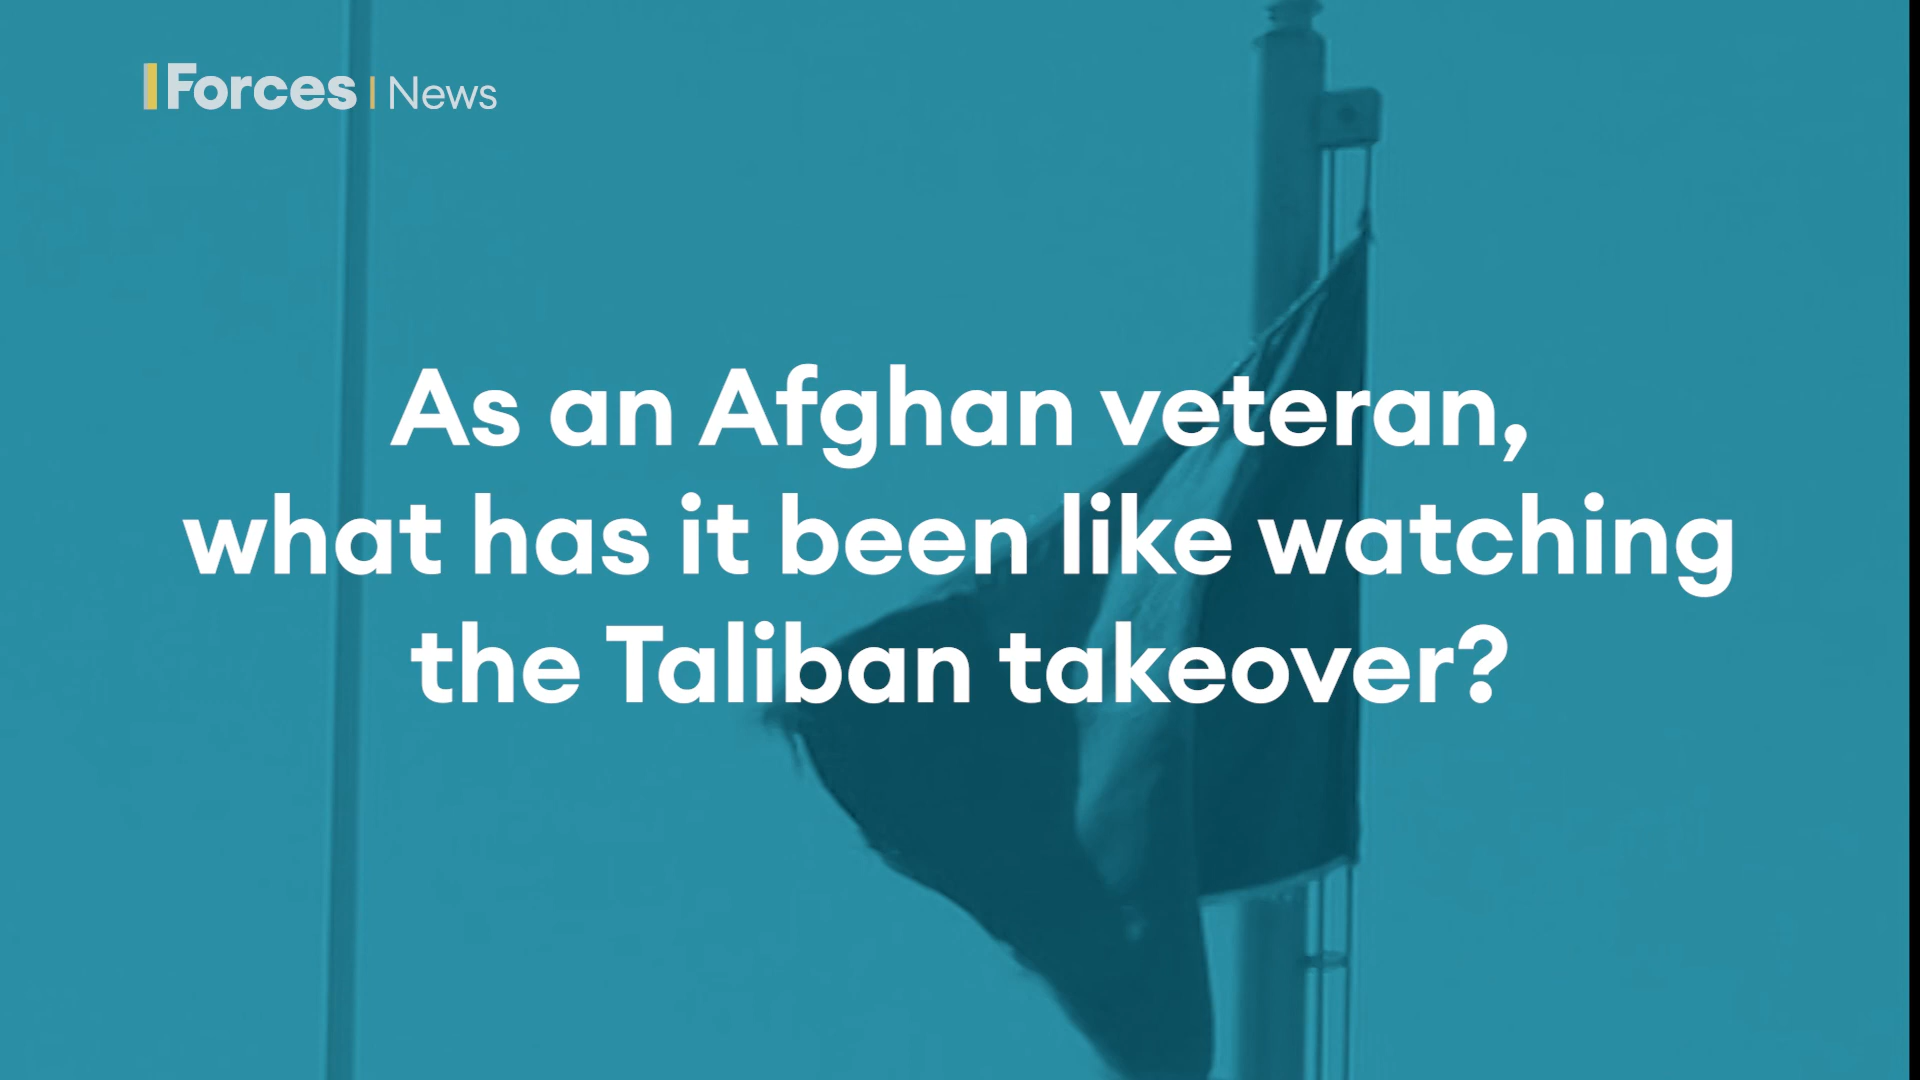 Forces | News
As an Afghan veteran,
what has it been like watching
the Taliban takeover?